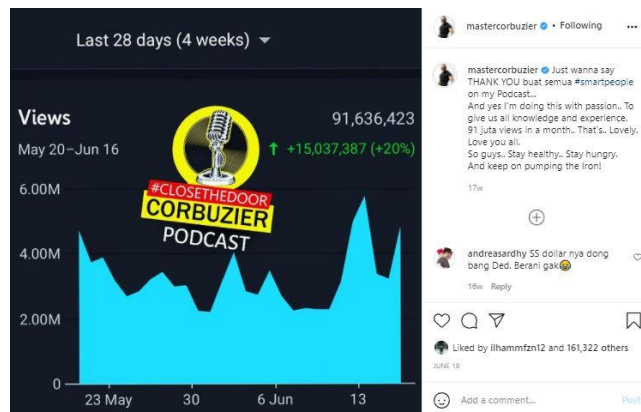 Last 28 days (4 weeks)
Views
91,636,423
May 20–Jun 16
+15,037,387 (+20%)
#CLOSETHEDOOR
CORBUZIER
PODCAST
6.00M
4.00M
2.00M
0
23 May
30
6 Jun
13
mastercorbuzier • Following
mastercorbuzier Just wanna say
THANK YOU buat semua #smartpeople
on my Podcast...
And yes I'm doing this with passion.. To
give us all knowledge and experience.
91 juta views in a month.. That's.. Lovely.
Love you all.
So guys.. Stay healthy.. Stay hungry.
And keep on pumping the Iron!
17w
andreasardhy SS dollar nya dong
bang Ded. Berani gak😂
16w Reply
Liked by ilhammfzn12 and 161,322 others
JUNE 18
Add a comment...
Post